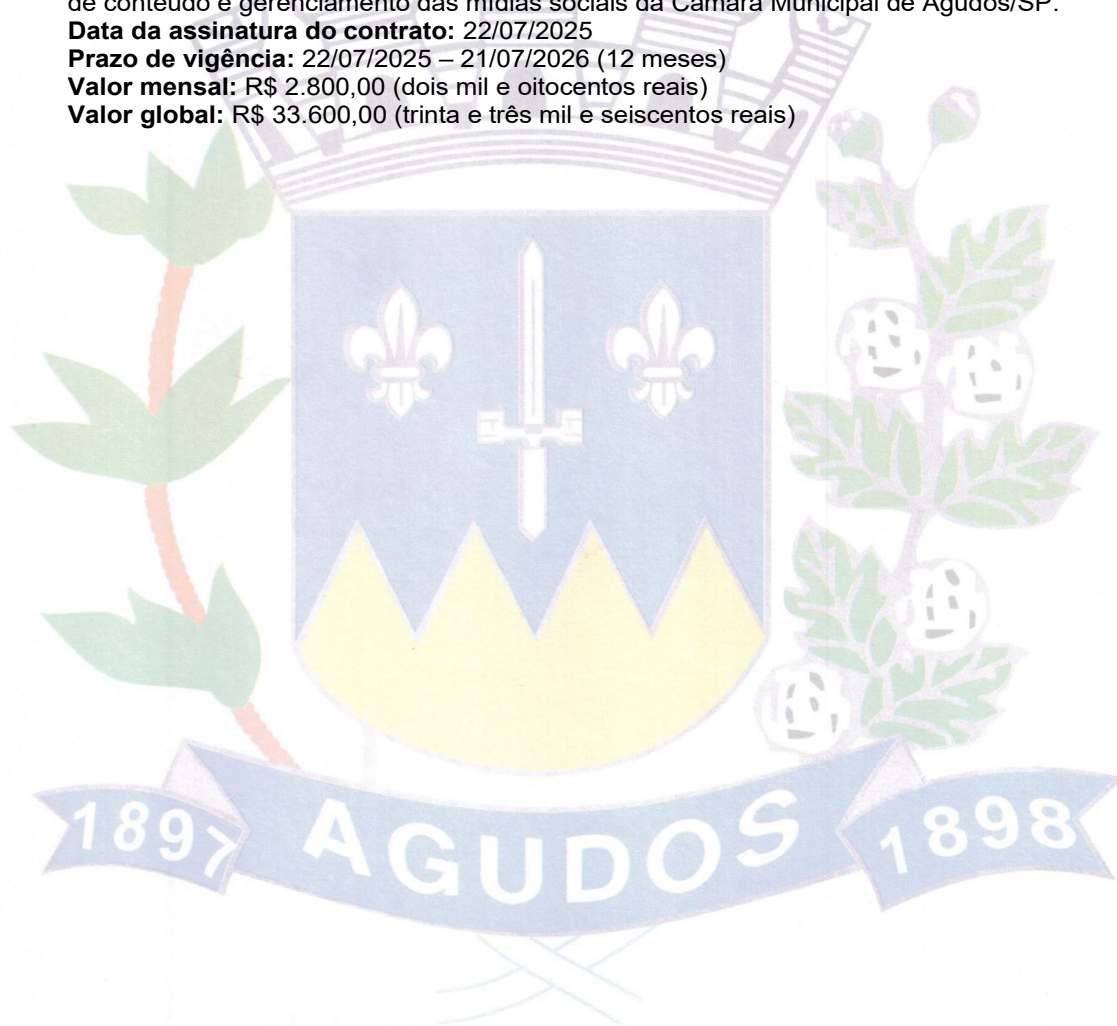 de conteúdo e gerenciamento das mídias sociais da Câmara Municipal de Agudos/SP.
Data da assinatura do contrato: 22/07/2025
Prazo de vigência: 22/07/2025 – 21/07/2026 (12 meses)
Valor mensal: R$ 2.800,00 (dois mil e oitocentos reais)
Valor global: R$ 33.600,00 (trinta e três mil e seiscentos reais)
1897 AGUDOS 1898